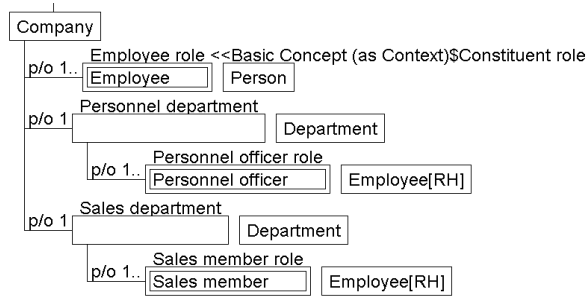 Company
Employee role <<Basic Concept (as Context)$Constituent role
p/o 1.. Employee Person
Personnel department
p/o 1 Department
Personnel officer role
p/o 1.. Personnel officer Employee[RH]
Sales department
p/o 1 Department
Sales member role
p/o 1.. Sales member Employee[RH]